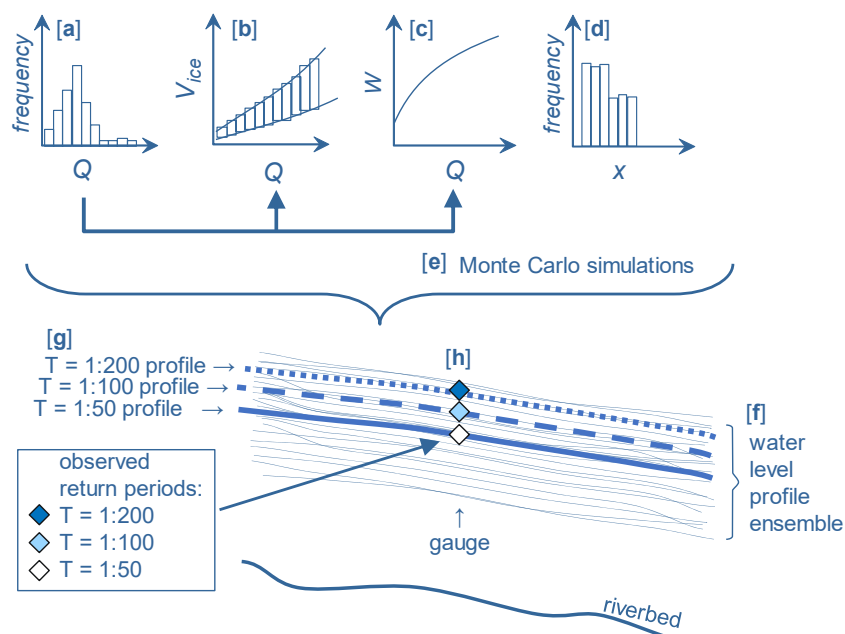 [a]
frequency
Q
[b]
V_ice
Q
[c]
W
Q
[d]
frequency
x
[e] Monte Carlo simulations
[g]
T = 1:200 profile →
T = 1:100 profile →
T = 1:50 profile →
[h]
[f]
water
level
profile
ensemble
observed
return periods:
T = 1:200
T = 1:100
T = 1:50
↑
gauge
riverbed